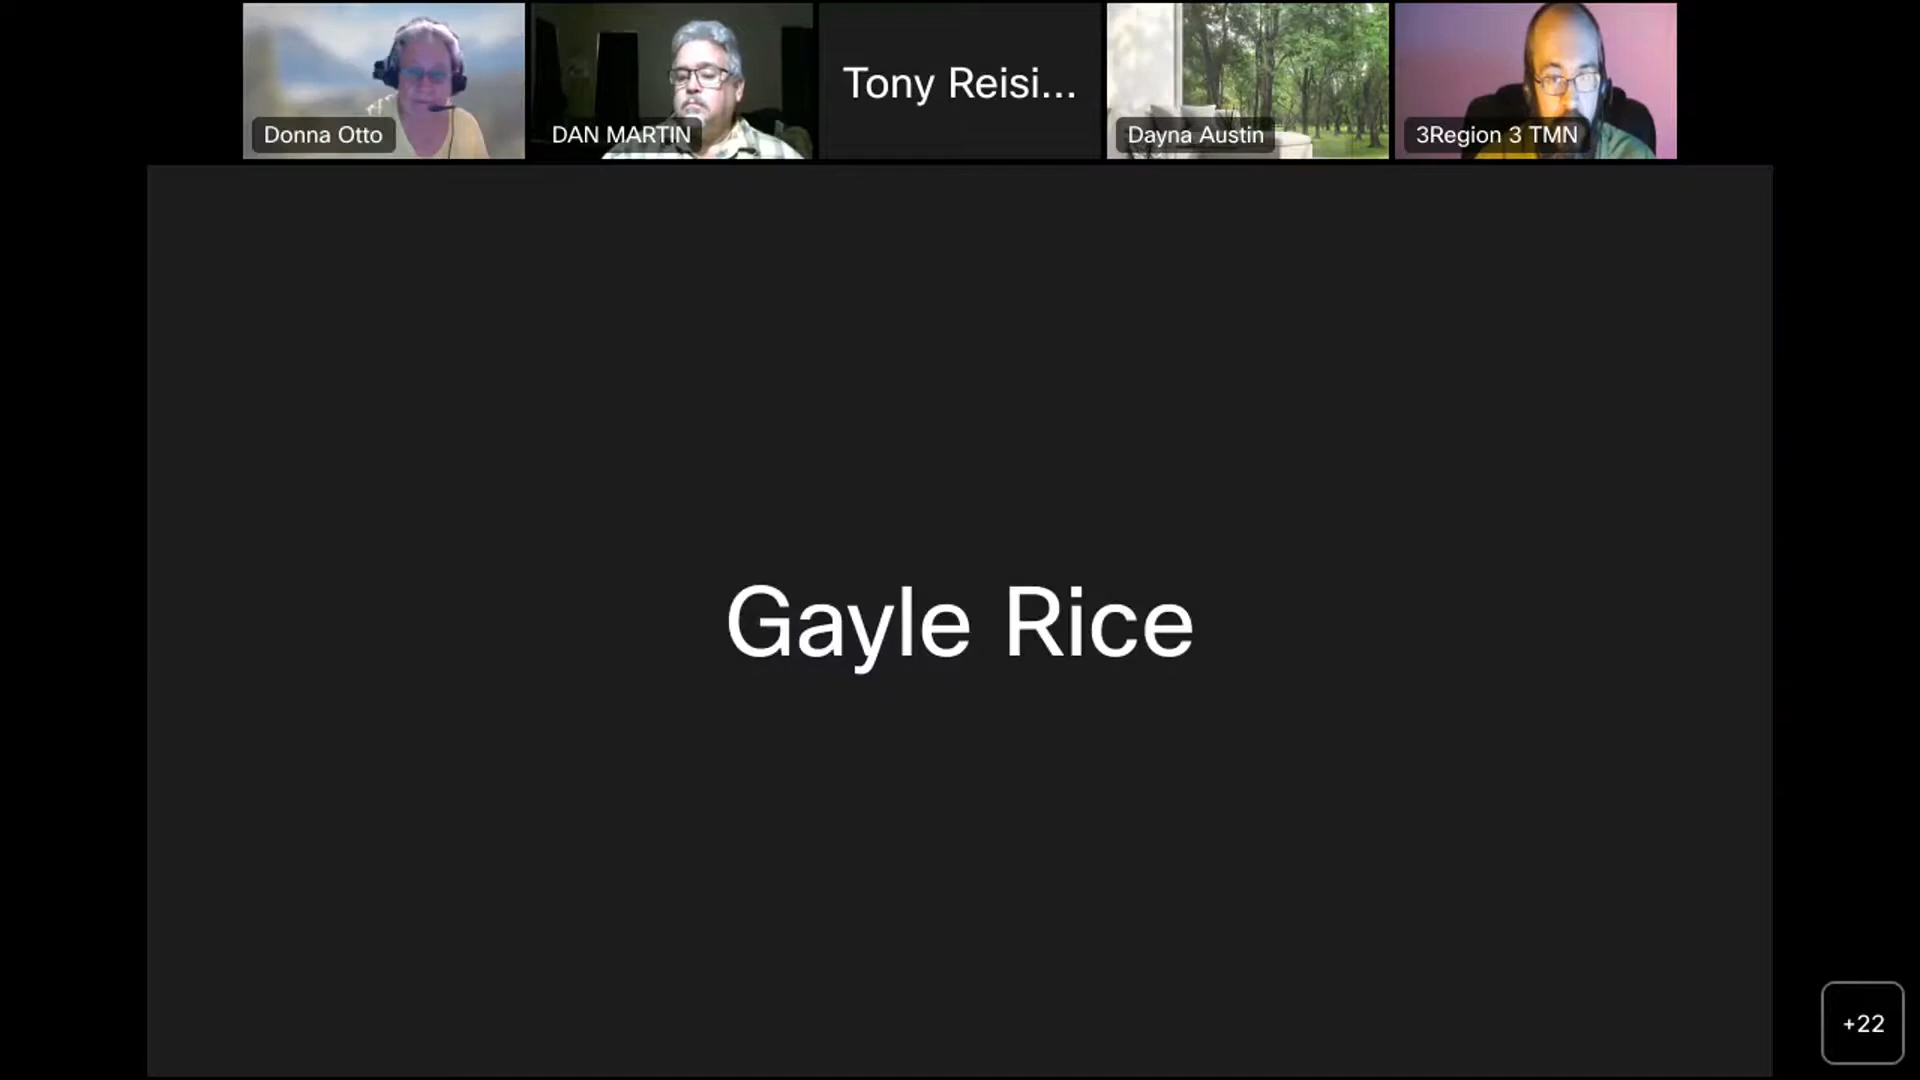 Donna Otto
DAN MARTIN
Tony Reisi...
Dayna Austin
3Region 3 TMN
Gayle Rice
+22